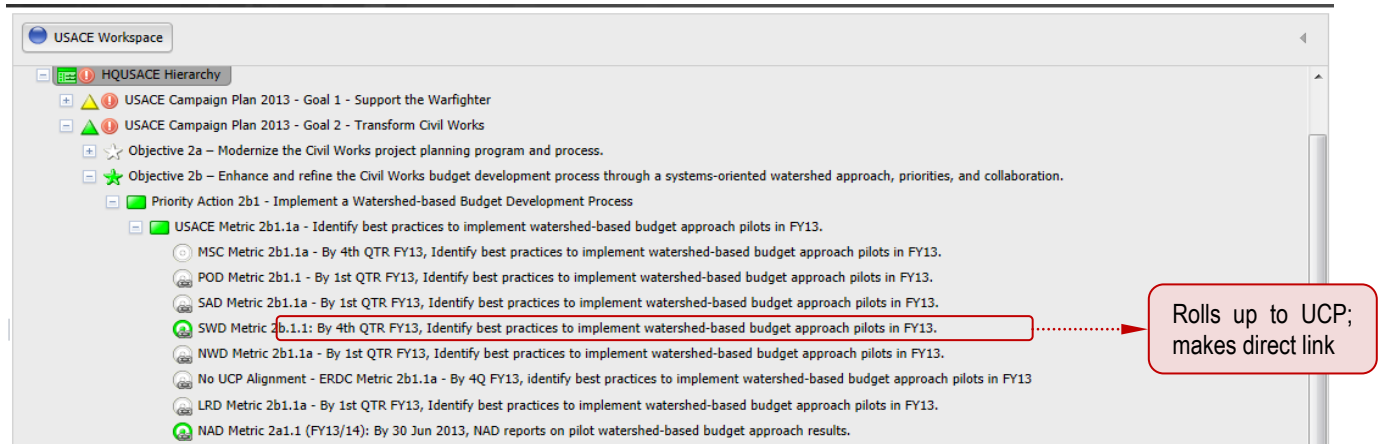 USACE Workspace
HQUSACE Hierarchy
USACE Campaign Plan 2013 - Goal 1 - Support the Warfighter
USACE Campaign Plan 2013 - Goal 2 - Transform Civil Works
Objective 2a – Modernize the Civil Works project planning program and process.
Objective 2b – Enhance and refine the Civil Works budget development process through a systems-oriented watershed approach, priorities, and collaboration.
Priority Action 2b1 - Implement a Watershed-based Budget Development Process
USACE Metric 2b1.1a - Identify best practices to implement watershed-based budget approach pilots in FY13.
MSC Metric 2b1.1a - By 4th QTR FY13, Identify best practices to implement watershed-based budget approach pilots in FY13.
POD Metric 2b1.1 - By 1st QTR FY13, Identify best practices to implement watershed-based budget approach pilots in FY13.
SAD Metric 2b1.1a - By 1st QTR FY13, Identify best practices to implement watershed-based budget approach pilots in FY13.
SWD Metric 2b.1.1: By 4th QTR FY13, Identify best practices to implement watershed-based budget approach pilots in FY13.
Rolls up to UCP;
makes direct link
NWD Metric 2b1.1a - By 1st QTR FY13, Identify best practices to implement watershed-based budget approach pilots in FY13.
No UCP Alignment - ERDC Metric 2b1.1a - By 4Q FY13, identify best practices to implement watershed-based budget approach pilots in FY13
LRD Metric 2b1.1a - By 1st QTR FY13, Identify best practices to implement watershed-based budget approach pilots in FY13.
NAD Metric 2a1.1 (FY13/14): By 30 Jun 2013, NAD reports on pilot watershed-based budget approach results.